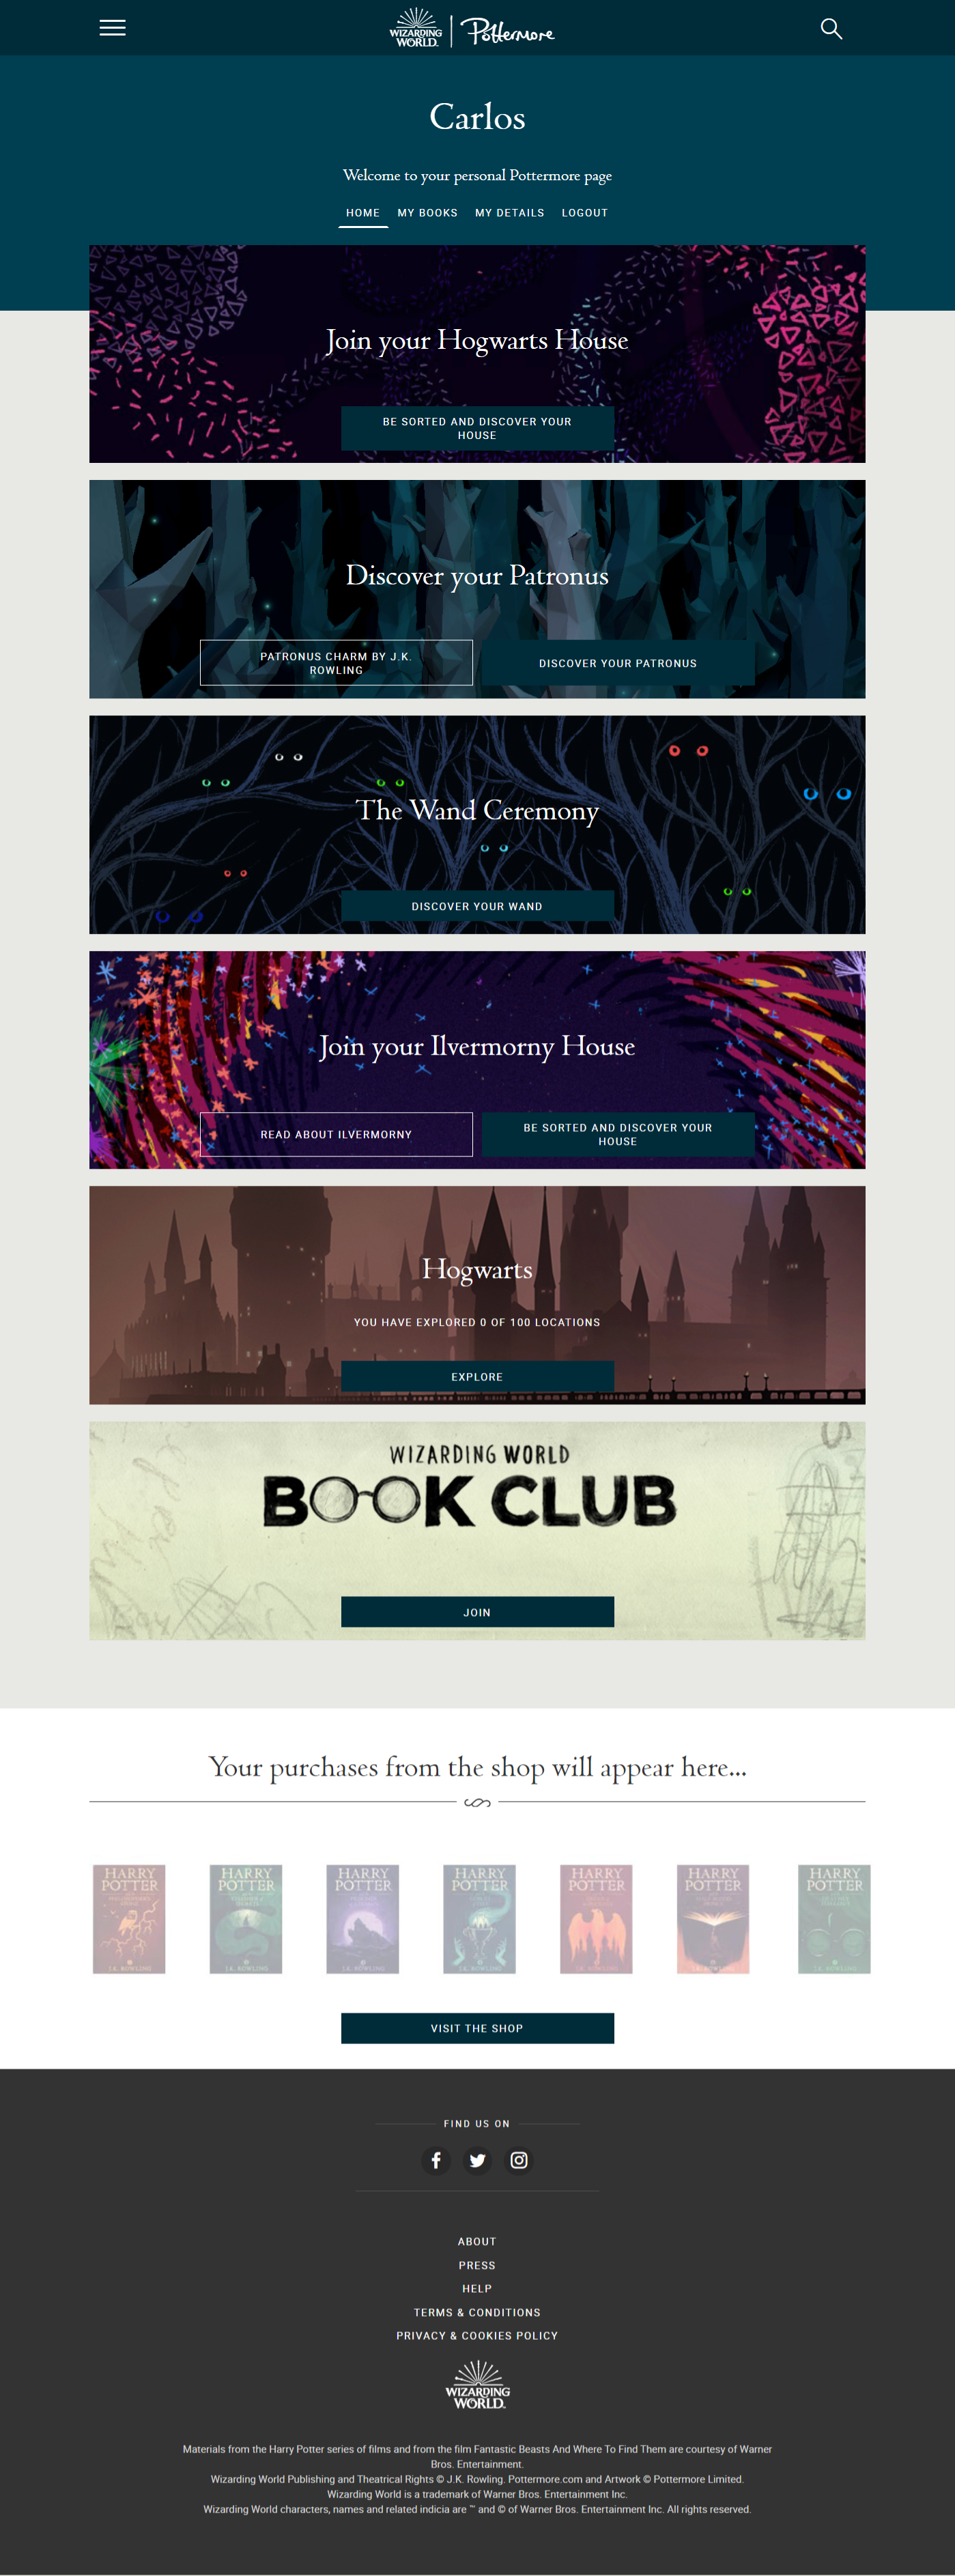 WIZARDING
WORLD.
Pottermore
Carlos
Welcome to your personal Pottermore page
HOME MY BOOKS MY DETAILS LOGOUT
Join your Hogwarts House
BE SORTED AND DISCOVER YOUR
HOUSE
Discover your Patronus
PATRONUS CHARM BY J.K.
ROWLING
DISCOVER YOUR PATRONUS
The Wand Ceremony
DISCOVER YOUR WAND
Join your Ilvermorny House
READ ABOUT ILVERMORNY
BE SORTED AND DISCOVER YOUR
HOUSE
Hogwarts
YOU HAVE EXPLORED 0 OF 100 LOCATIONS
EXPLORE
WIZARDING WORLD
BOOK CLUB
JOIN
Your purchases from the shop will appear here...
HARRY
POTTER
J.K. ROWLING
HARRY
POTTER
J.K. ROWLING
HARRY
POTTER
J.K. ROWLING
HARRY
POTTER
J.K. ROWLING
HARRY
POTTER
J.K. ROWLING
HARRY
POTTER
J.K. ROWLING
HARRY
POTTER
J.K. ROWLING
VISIT THE SHOP
FIND US ON
ABOUT
PRESS
HELP
TERMS & CONDITIONS
PRIVACY & COOKIES POLICY
WIZARDING
WORLD.
Materials from the Harry Potter series of films and from the film Fantastic Beasts And Where To Find Them are courtesy of Warner
Bros. Entertainment.
Wizarding World Publishing and Theatrical Rights © J.K. Rowling. Pottermore.com and Artwork © Pottermore Limited.
Wizarding World is a trademark of Warner Bros. Entertainment Inc.
Wizarding World characters, names and related indicia are ™ and © of Warner Bros. Entertainment Inc. All rights reserved.